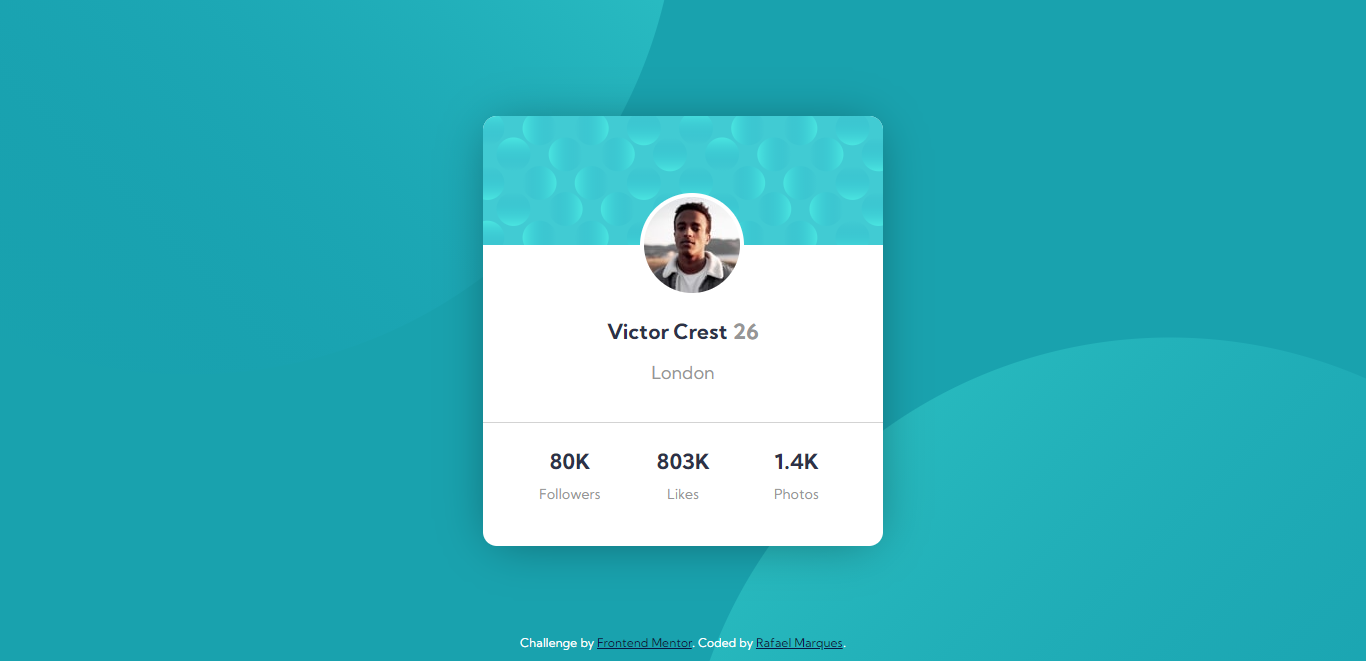 Victor Crest 26
London
80K 803K 1.4K
Followers Likes Photos
Challenge by Frontend Mentor. Coded by Rafael Marques.